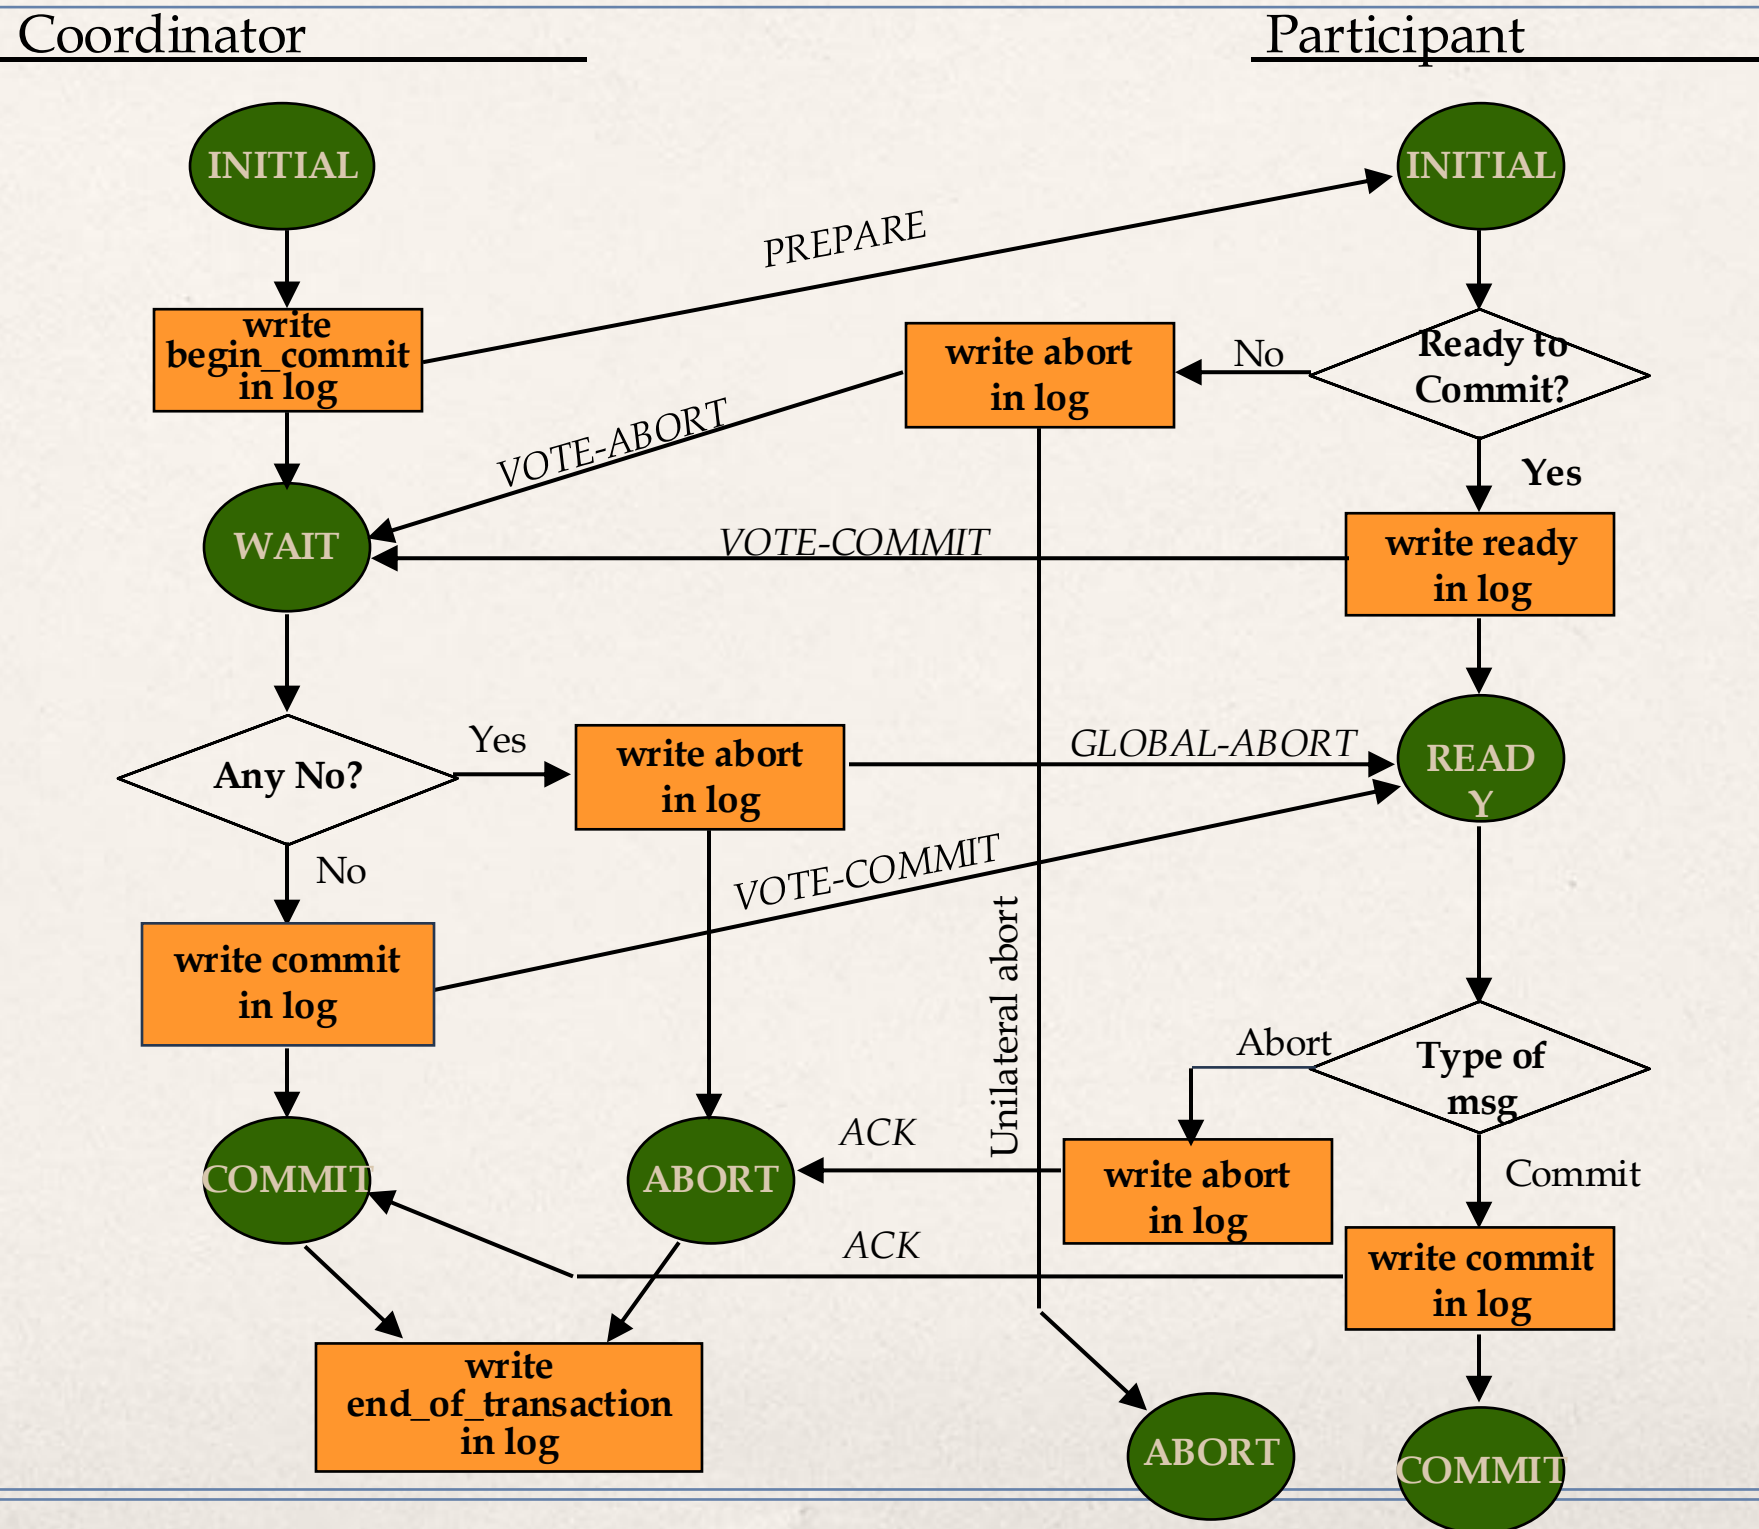 Coordinator
Participant
INITIAL
INITIAL
PREPARE
write
begin_commit
in log
write abort
in log
No
Ready to
Commit?
VOTE-ABORT
Yes
WAIT
VOTE-COMMIT
write ready
in log
Any No?
Yes
write abort
in log
GLOBAL-ABORT
READ
Y
No
VOTE-COMMIT
write commit
in log
Unilateral abort
Abort
Type of
msg
COMMIT
ABORT
ACK
write abort
in log
Commit
ACK
write commit
in log
write
end_of_transaction
in log
ABORT
COMMIT